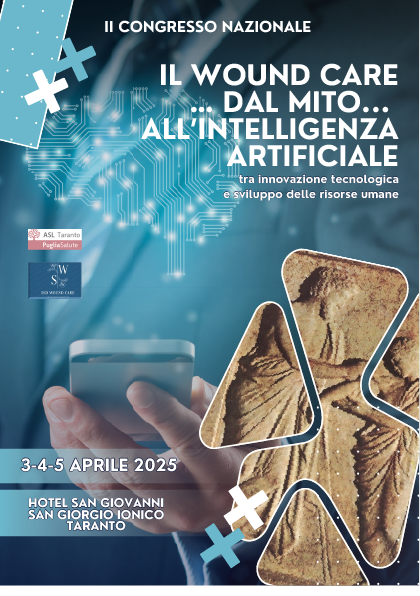 II CONGRESSO NAZIONALE
IL WOUND CARE
... DAL MITO...
ALL'INTELLIGENZA
ARTIFICIALE
tra innovazione tecnologica
e sviluppo delle risorse umane
ASL Taranto
PugliaSalute
W
S
3-4-5 APRILE 2025
HOTEL SAN GIOVANNI
SAN GIORGIO IONICO
TARANTO